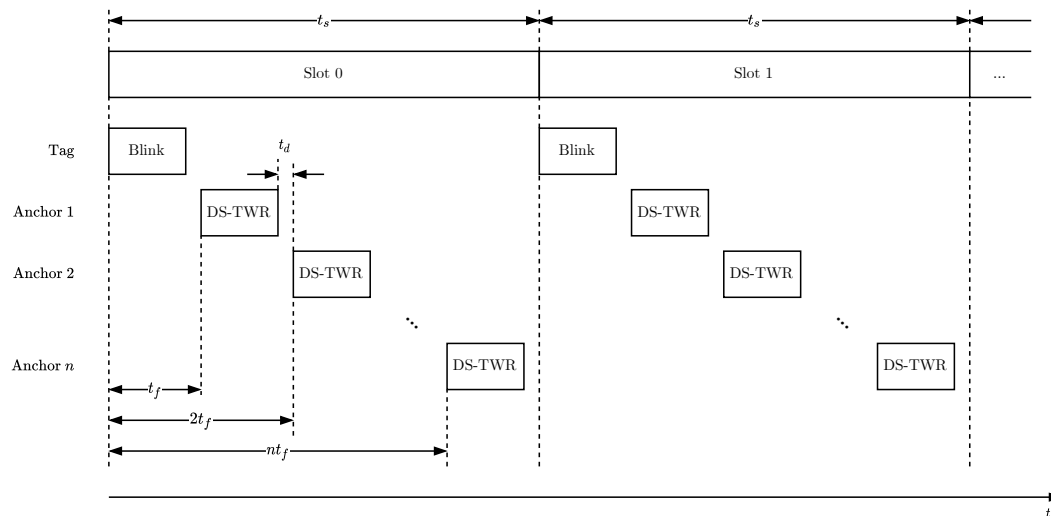 t_s t_s
Slot 0 Slot 1 ...
Tag Blink t_d Blink
Anchor 1 DS-TWR DS-TWR
Anchor 2 DS-TWR DS-TWR
Anchor n DS-TWR DS-TWR
t_f
2t_f
nt_f
t